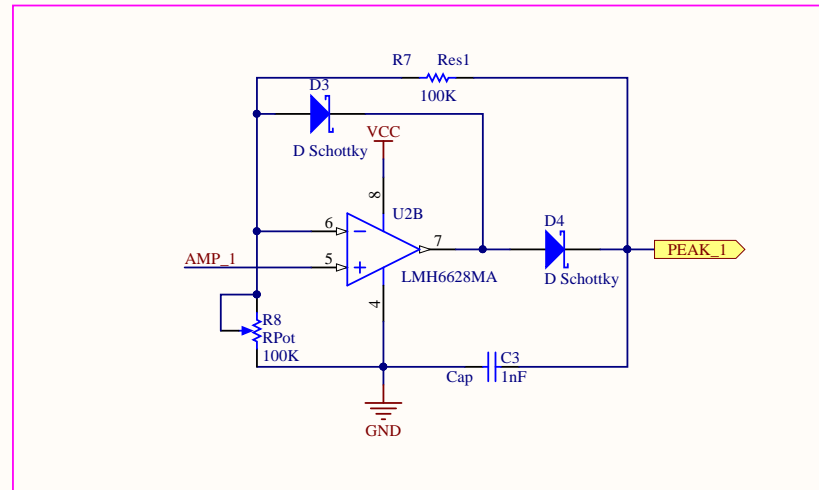 R7 Res1
100K
D3
D Schottky
VCC
8
U2B
6
7
5
AMP_1
LMH6628MA
4
D4
D Schottky
PEAK_1
R8
RPot
100K
C3
Cap 1nF
GND